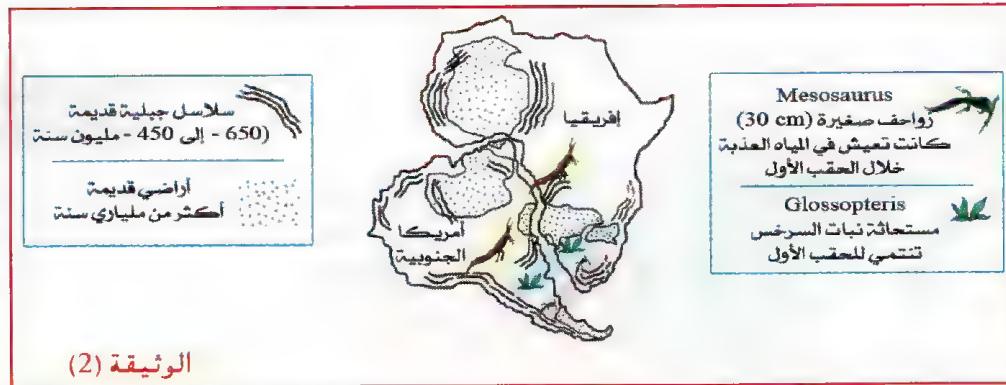 Mesosaurus
زواحف صغيرة (30 cm)
كانت تعيش في المياه العذبة
خلال الحقب الأول
Glossopteris
مستحاثة نبات السرخس
تنتمي للحقب الأول
إفريقيا
أمريكا
الجنوبية
سلاسل جبلية قديمة
(650 - إلى 450 - مليون سنة
أراضي قديمة
أكثر من ملياري سنة
الوثيقة (2)